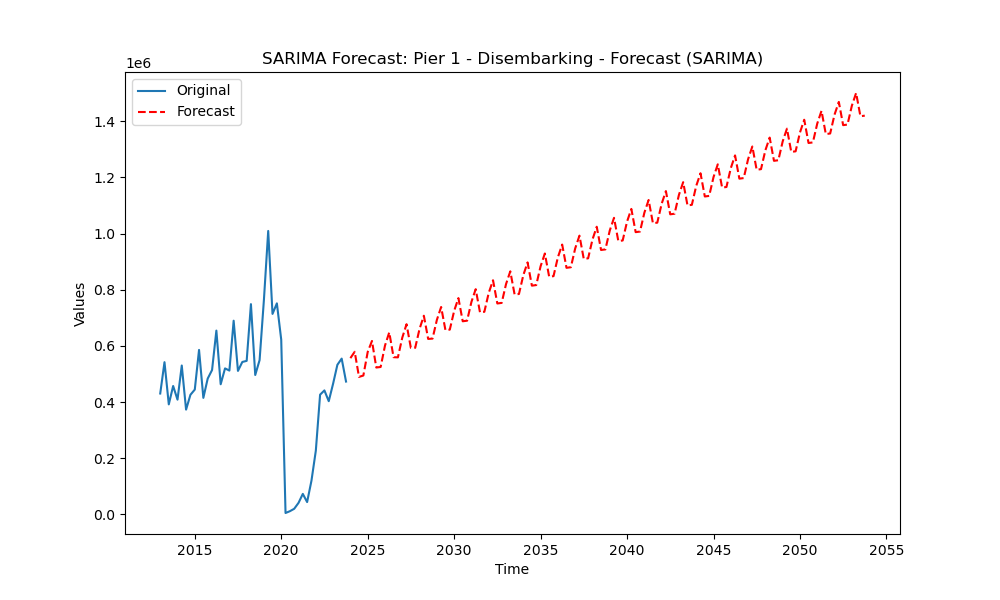 SARIMA Forecast: Pier 1 - Disembarking - Forecast (SARIMA)
1e6
Original
Forecast
1.4
1.2
1.0
0.8
0.6
0.4
0.2
0.0
Values
2015 2020 2025 2030 2035 2040 2045 2050 2055
Time